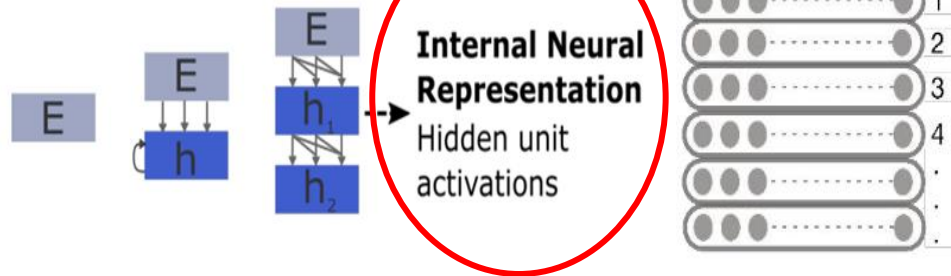 E
E
h
E
h1
h2
Internal Neural
Representation
Hidden unit
activations
1
2
3
4
.
.
.